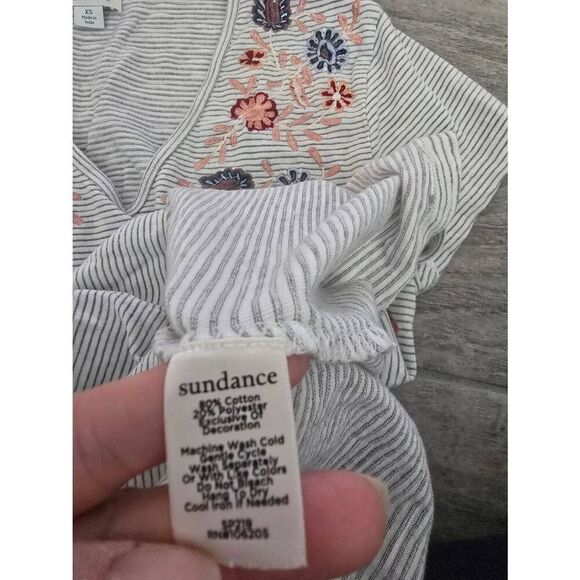 XS
Made in
India
sundance
80% Cotton
20% Polyester
Exclusive Of
Decoration
Machine Wash Cold
Gentle Cycle
Wash Separately
Or With Like Colors
Do Not Bleach
Hang To Dry
Cool Iron If Needed
SP219
RN#106205